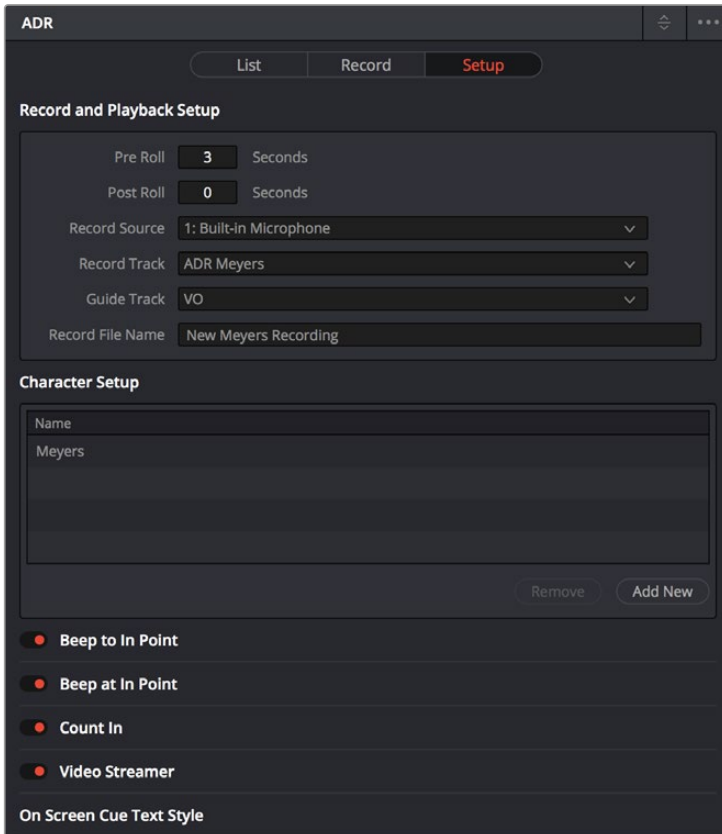 ADR
List Record Setup
Record and Playback Setup
Pre Roll 3 Seconds
Post Roll 0 Seconds
Record Source 1: Built-in Microphone
Record Track ADR Meyers
Guide Track VO
Record File Name New Meyers Recording
Character Setup
Name
Meyers
Remove Add New
Beep to In Point
Beep at In Point
Count In
Video Streamer
On Screen Cue Text Style